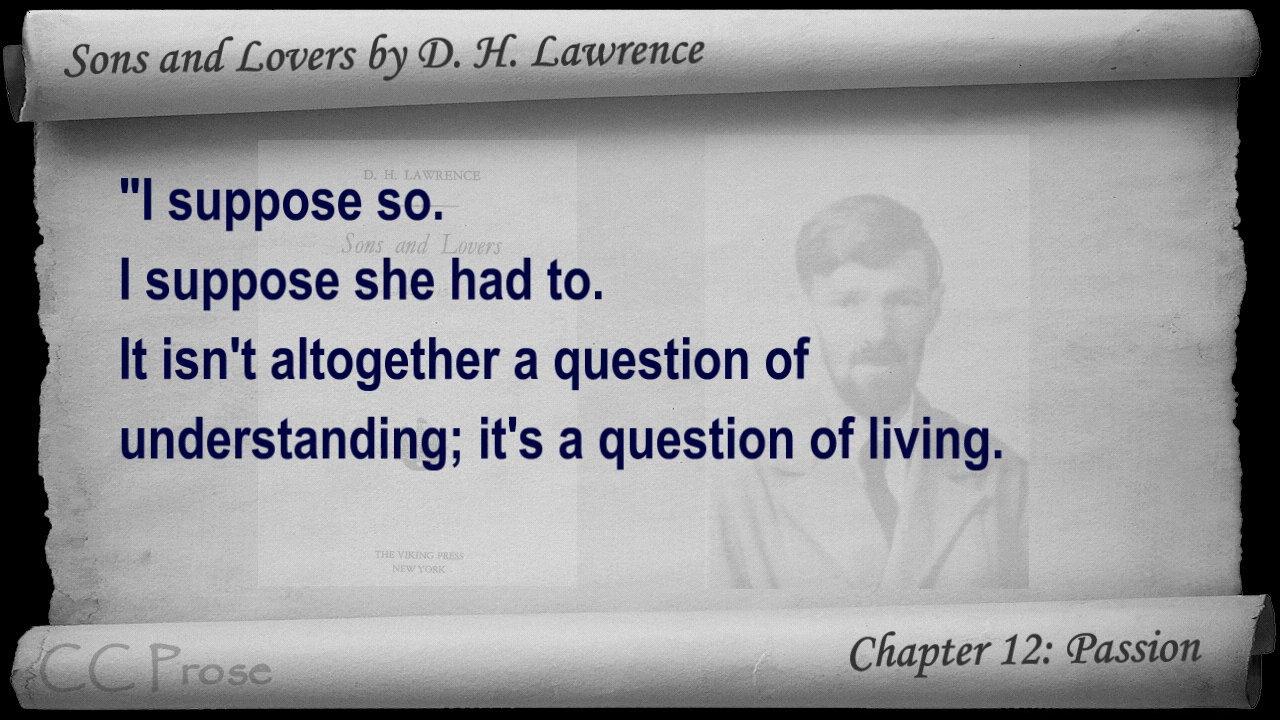 Sons and Lovers by D. H. Lawrence
D. H. LAWRENCE
"I suppose so.
Sons and Lovers
I suppose she had to.
It isn't altogether a question of
understanding; it's a question of living.
THE VIKING PRESS
NEW YORK
CC Prose
Chapter 12: Passion